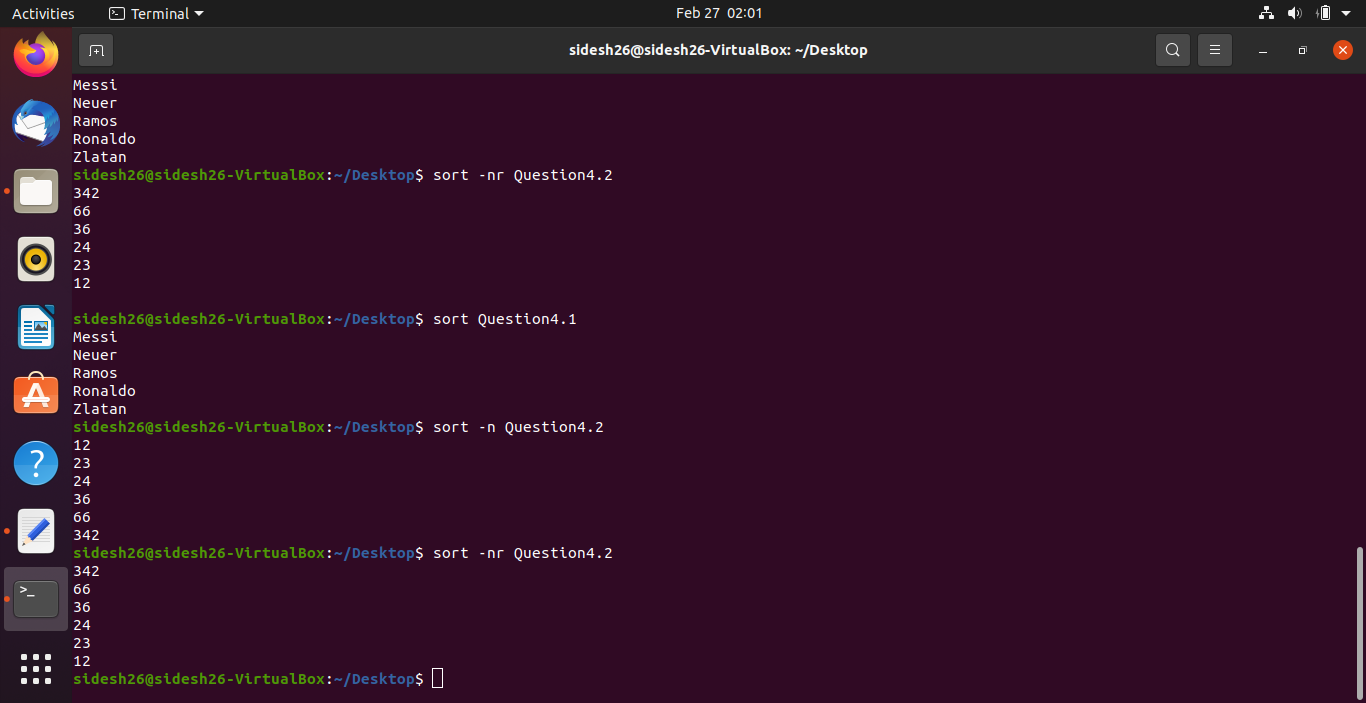 Activities
Terminal
Feb 27 02:01
sidesh26@sidesh26-VirtualBox: ~/Desktop
Messi
Neuer
Ramos
Ronaldo
Zlatan
sidesh26@sidesh26-VirtualBox:~/Desktop$ sort -nr Question4.2
342
66
36
24
23
12
sidesh26@sidesh26-VirtualBox:~/Desktop$ sort Question4.1
Messi
Neuer
Ramos
Ronaldo
Zlatan
sidesh26@sidesh26-VirtualBox:~/Desktop$ sort -n Question4.2
12
23
24
36
66
342
sidesh26@sidesh26-VirtualBox:~/Desktop$ sort -nr Question4.2
342
66
36
24
23
12
sidesh26@sidesh26-VirtualBox:~/Desktop$